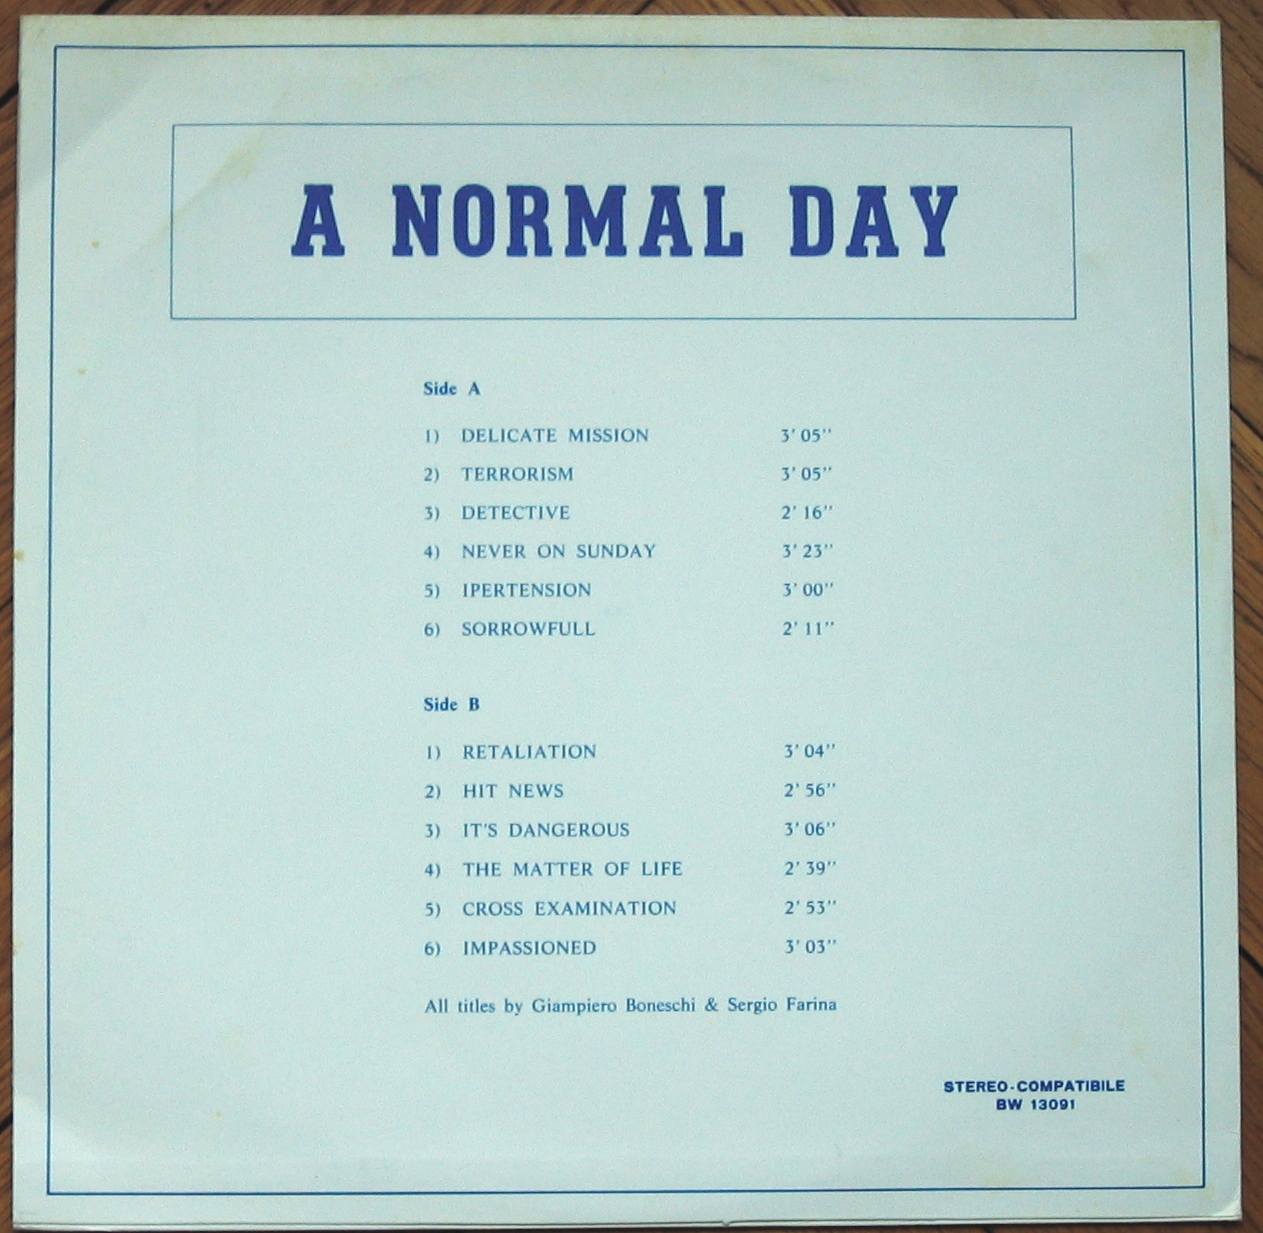 A NORMAL DAY
Side A
1) DELICATE MISSION 3' 05''
2) TERRORISM 3' 05''
3) DETECTIVE 2' 16''
4) NEVER ON SUNDAY 3' 23''
5) IPERTENSION 3' 00''
6) SORROWFULL 2' 11''
Side B
1) RETALIATION 3' 04''
2) HIT NEWS 2' 56''
3) IT'S DANGEROUS 3' 06''
4) THE MATTER OF LIFE 2' 39''
5) CROSS EXAMINATION 2' 53''
6) IMPASSIONED 3' 03''
All titles by Giampiero Boneschi & Sergio Farina
STEREO-COMPATIBILE
BW 13091